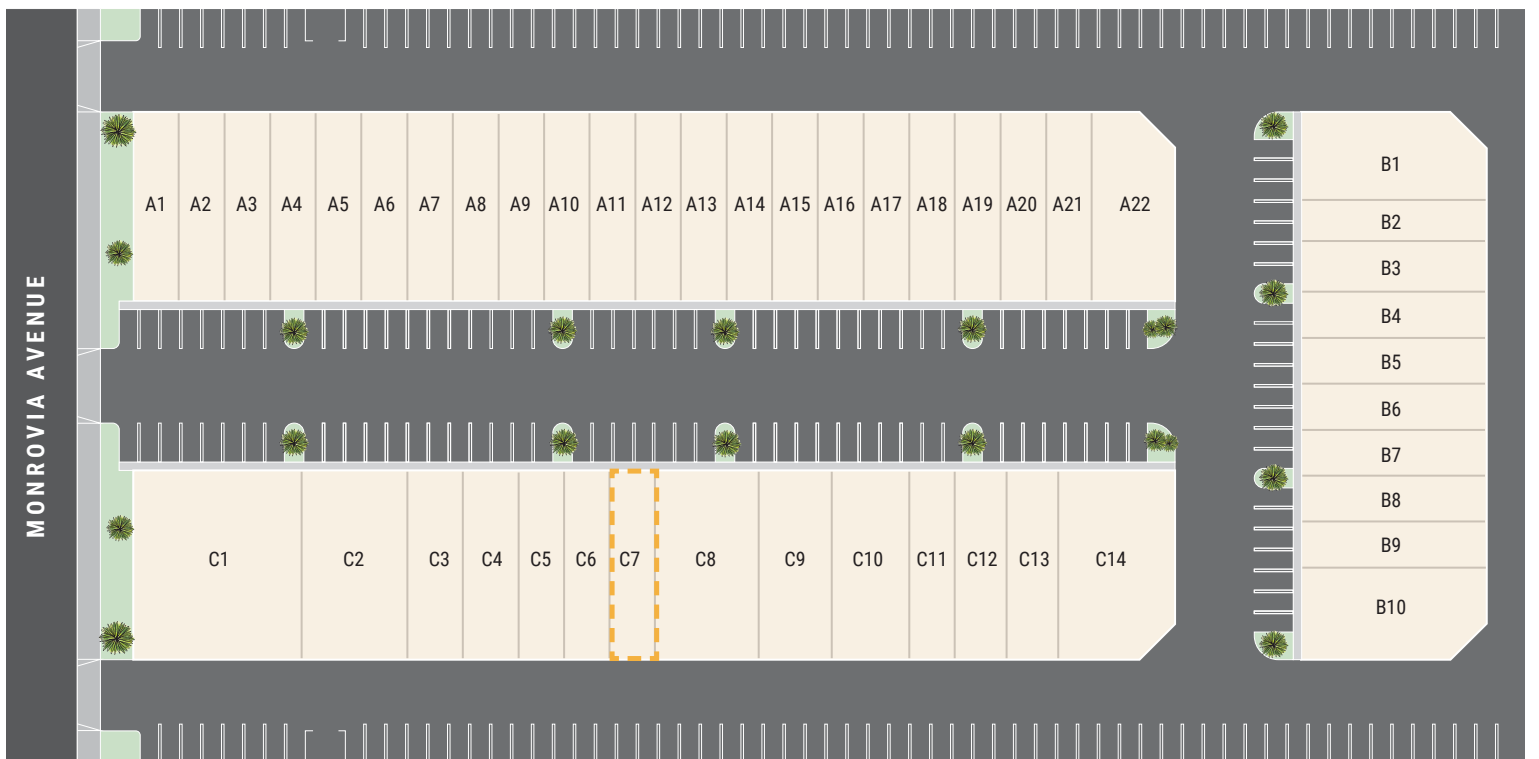 MONROVIA AVENUE
A1 A2 A3 A4 A5 A6 A7 A8 A9 A10 A11 A12 A13 A14 A15 A16 A17 A18 A19 A20 A21 A22
C1 C2 C3 C4 C5 C6 C7 C8 C9 C10 C11 C12 C13 C14
B1
B2
B3
B4
B5
B6
B7
B8
B9
B10